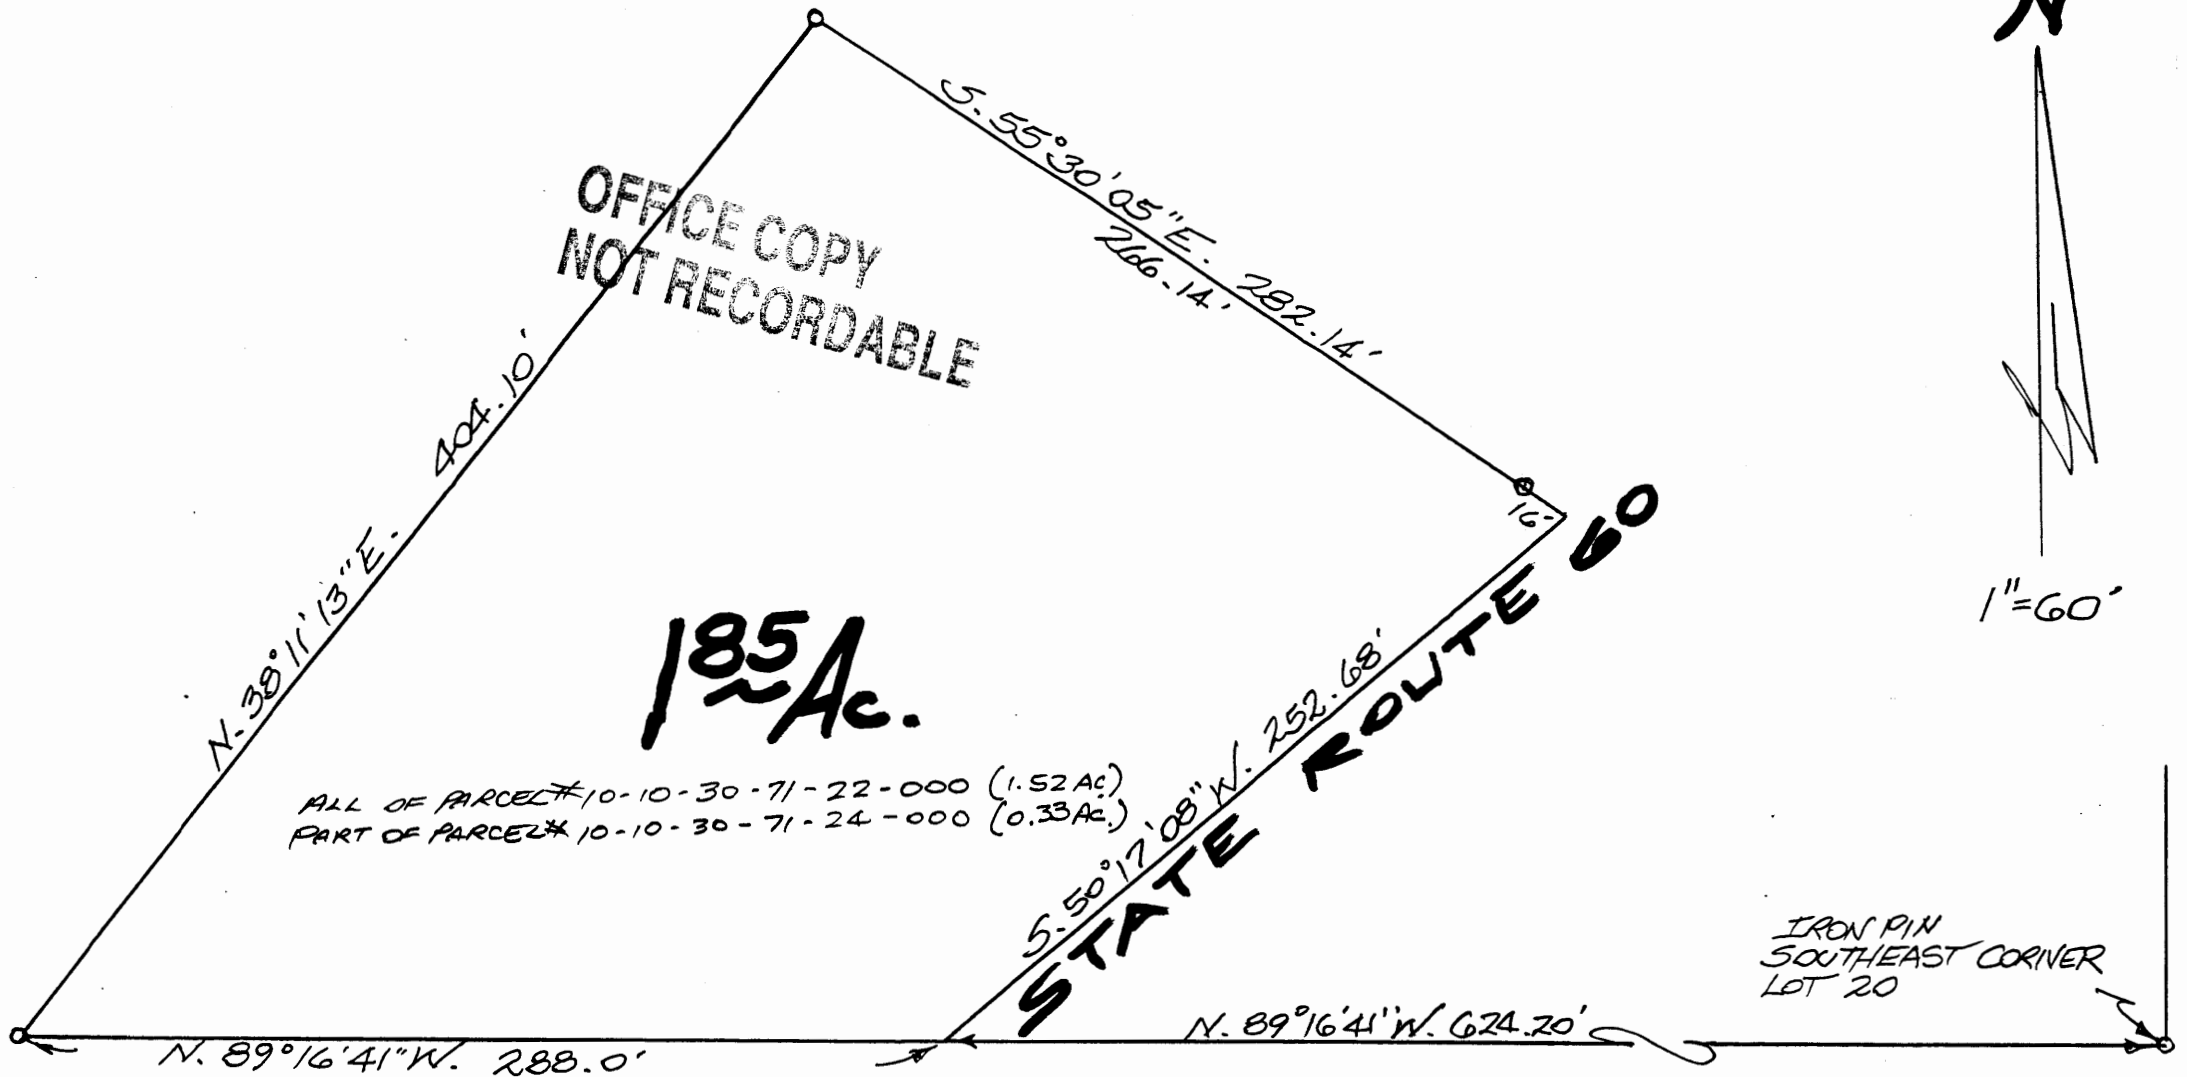 N
S. 55°30'05"E. 282.14'
266.14'
OFFICE COPY
NOT RECORDABLE
N. 38°11'13"E. 404.10'
16'
STATE ROUTE 60
1"=60'
1 85 Ac.
S. 50°17'08"W. 252.68'
ALL OF PARCEL# 10-10-30-71-22-000 (1.52 AC)
PART OF PARCEL# 10-10-30-71-24-000 (0.33 AC.)
IRON PIN
SOUTHEAST CORNER
LOT 20
N. 89°16'41"W. 624.20'
N. 89°16'41"W. 288.0'